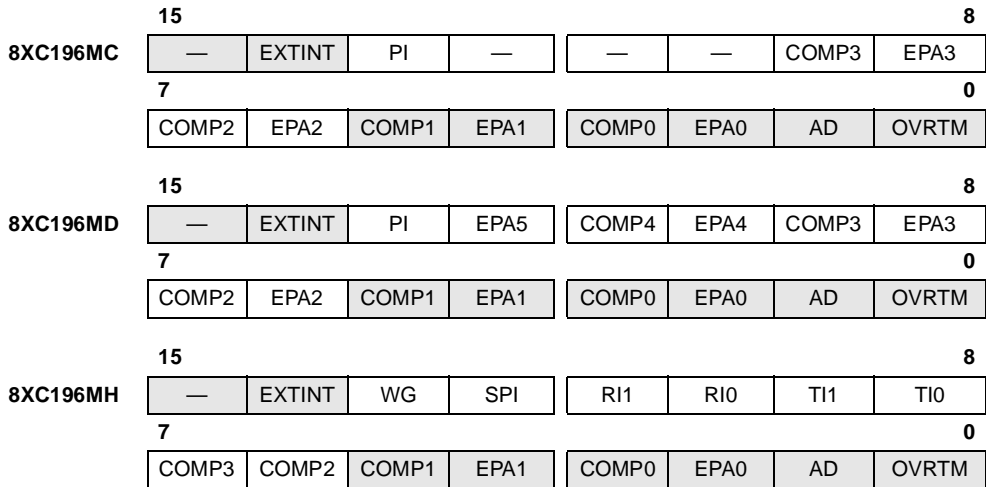 15 8
8XC196MC — EXTINT PI — — — COMP3 EPA3
7 0
COMP2 EPA2 COMP1 EPA1 COMP0 EPA0 AD OVRTM
15 8
8XC196MD — EXTINT PI EPA5 COMP4 EPA4 COMP3 EPA3
7 0
COMP2 EPA2 COMP1 EPA1 COMP0 EPA0 AD OVRTM
15 8
8XC196MH — EXTINT WG SPI RI1 RI0 TI1 TI0
7 0
COMP3 COMP2 COMP1 EPA1 COMP0 EPA0 AD OVRTM